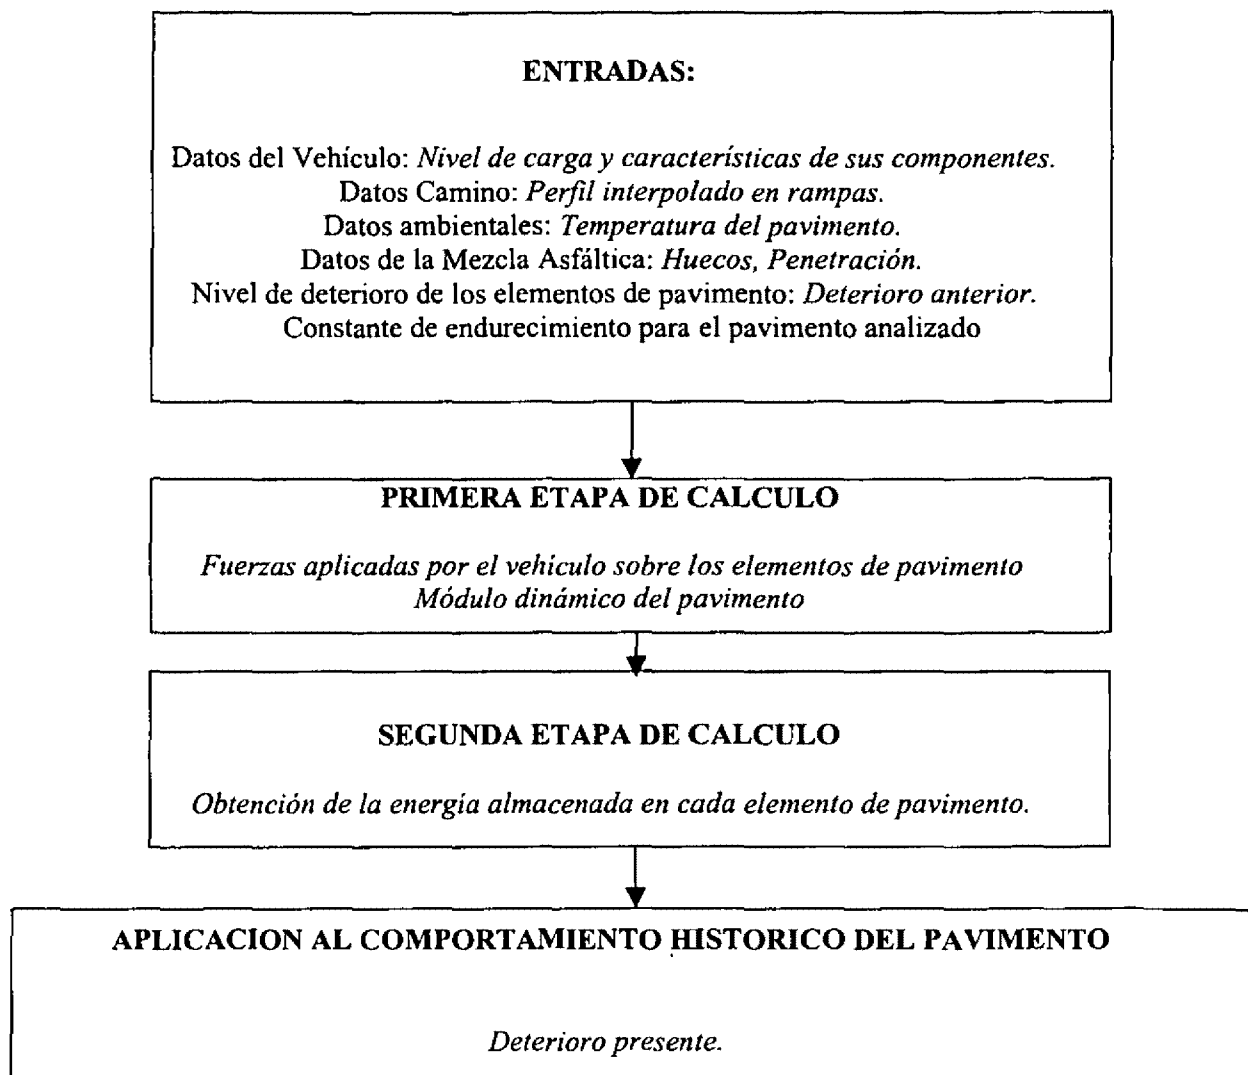 ENTRADAS:
Datos del Vehículo: Nivel de carga y características de sus componentes.
Datos Camino: Perfil interpolado en rampas.
Datos ambientales: Temperatura del pavimento.
Datos de la Mezcla Asfáltica: Huecos, Penetración.
Nivel de deterioro de los elementos de pavimento: Deterioro anterior.
Constante de endurecimiento para el pavimento analizado
PRIMERA ETAPA DE CALCULO
Fuerzas aplicadas por el vehículo sobre los elementos de pavimento
Módulo dinámico del pavimento
SEGUNDA ETAPA DE CALCULO
Obtención de la energía almacenada en cada elemento de pavimento.
APLICACION AL COMPORTAMIENTO HISTORICO DEL PAVIMENTO
Deterioro presente.